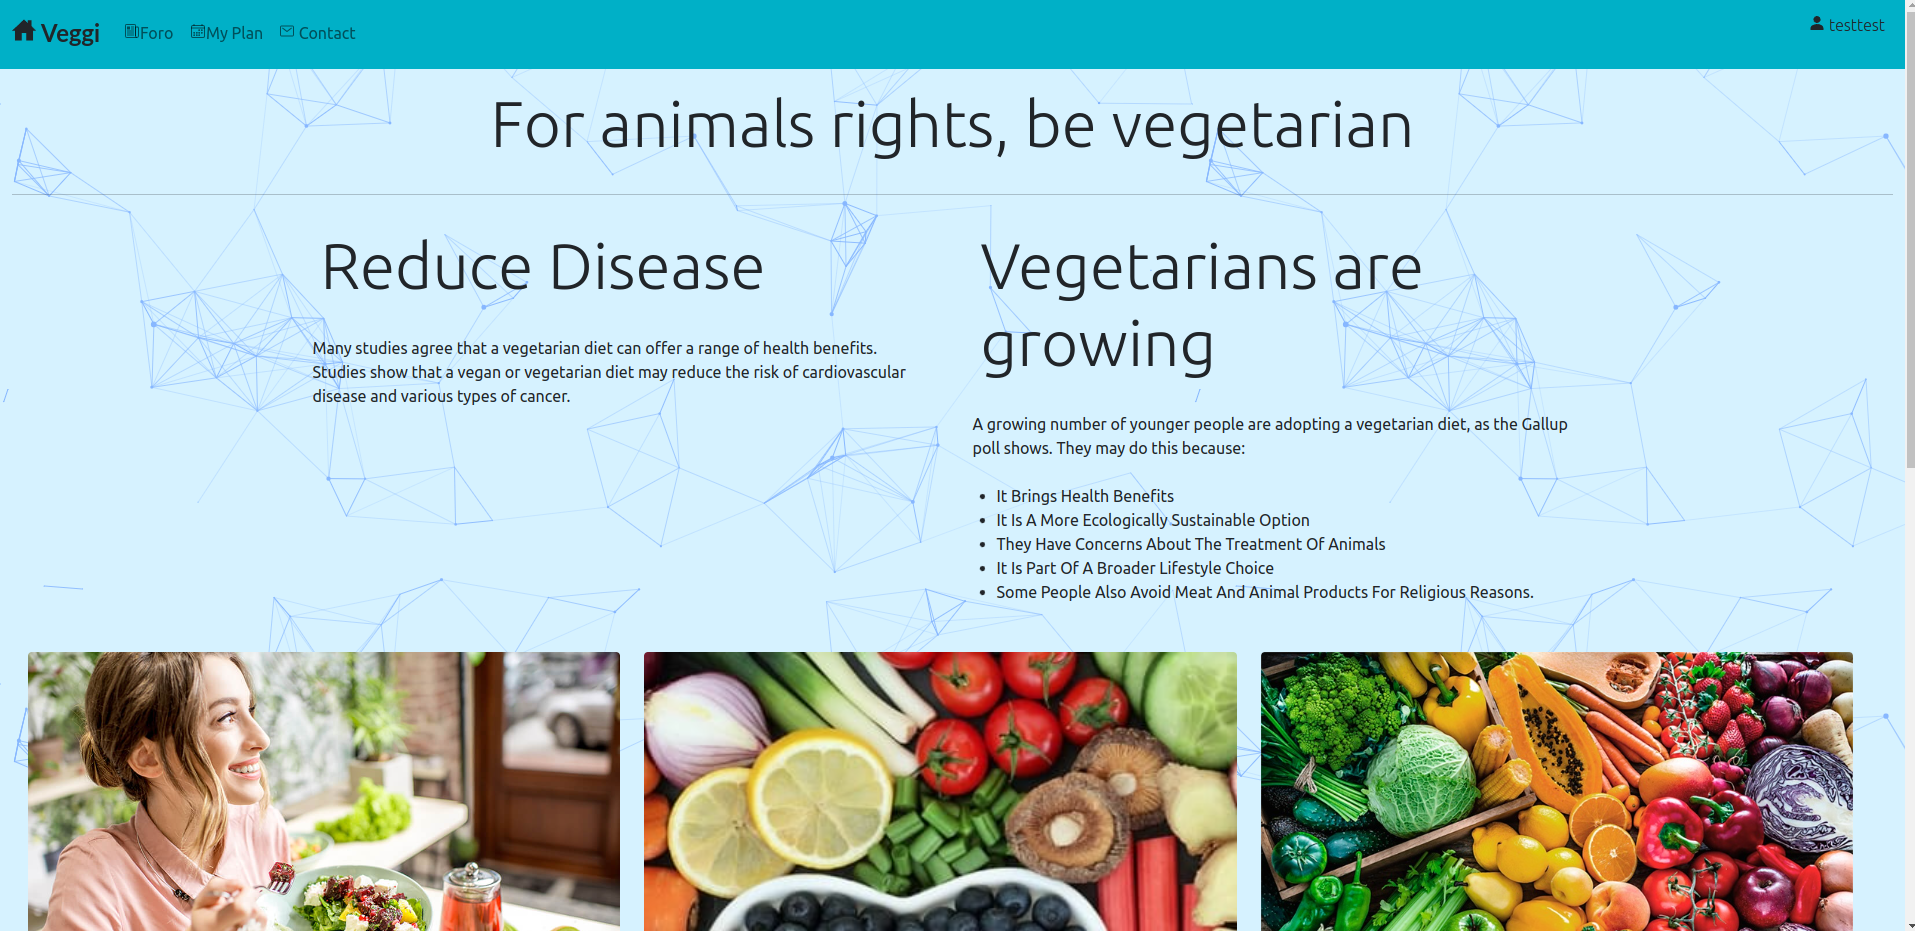 Veggi
Foro
My Plan
Contact
testtest
For animals rights, be vegetarian
Reduce Disease
Many studies agree that a vegetarian diet can offer a range of health benefits.
Studies show that a vegan or vegetarian diet may reduce the risk of cardiovascular
disease and various types of cancer.
Vegetarians are
growing
A growing number of younger people are adopting a vegetarian diet, as the Gallup
poll shows. They may do this because:
• It Brings Health Benefits
• It Is A More Ecologically Sustainable Option
• They Have Concerns About The Treatment Of Animals
• It Is Part Of A Broader Lifestyle Choice
• Some People Also Avoid Meat And Animal Products For Religious Reasons.